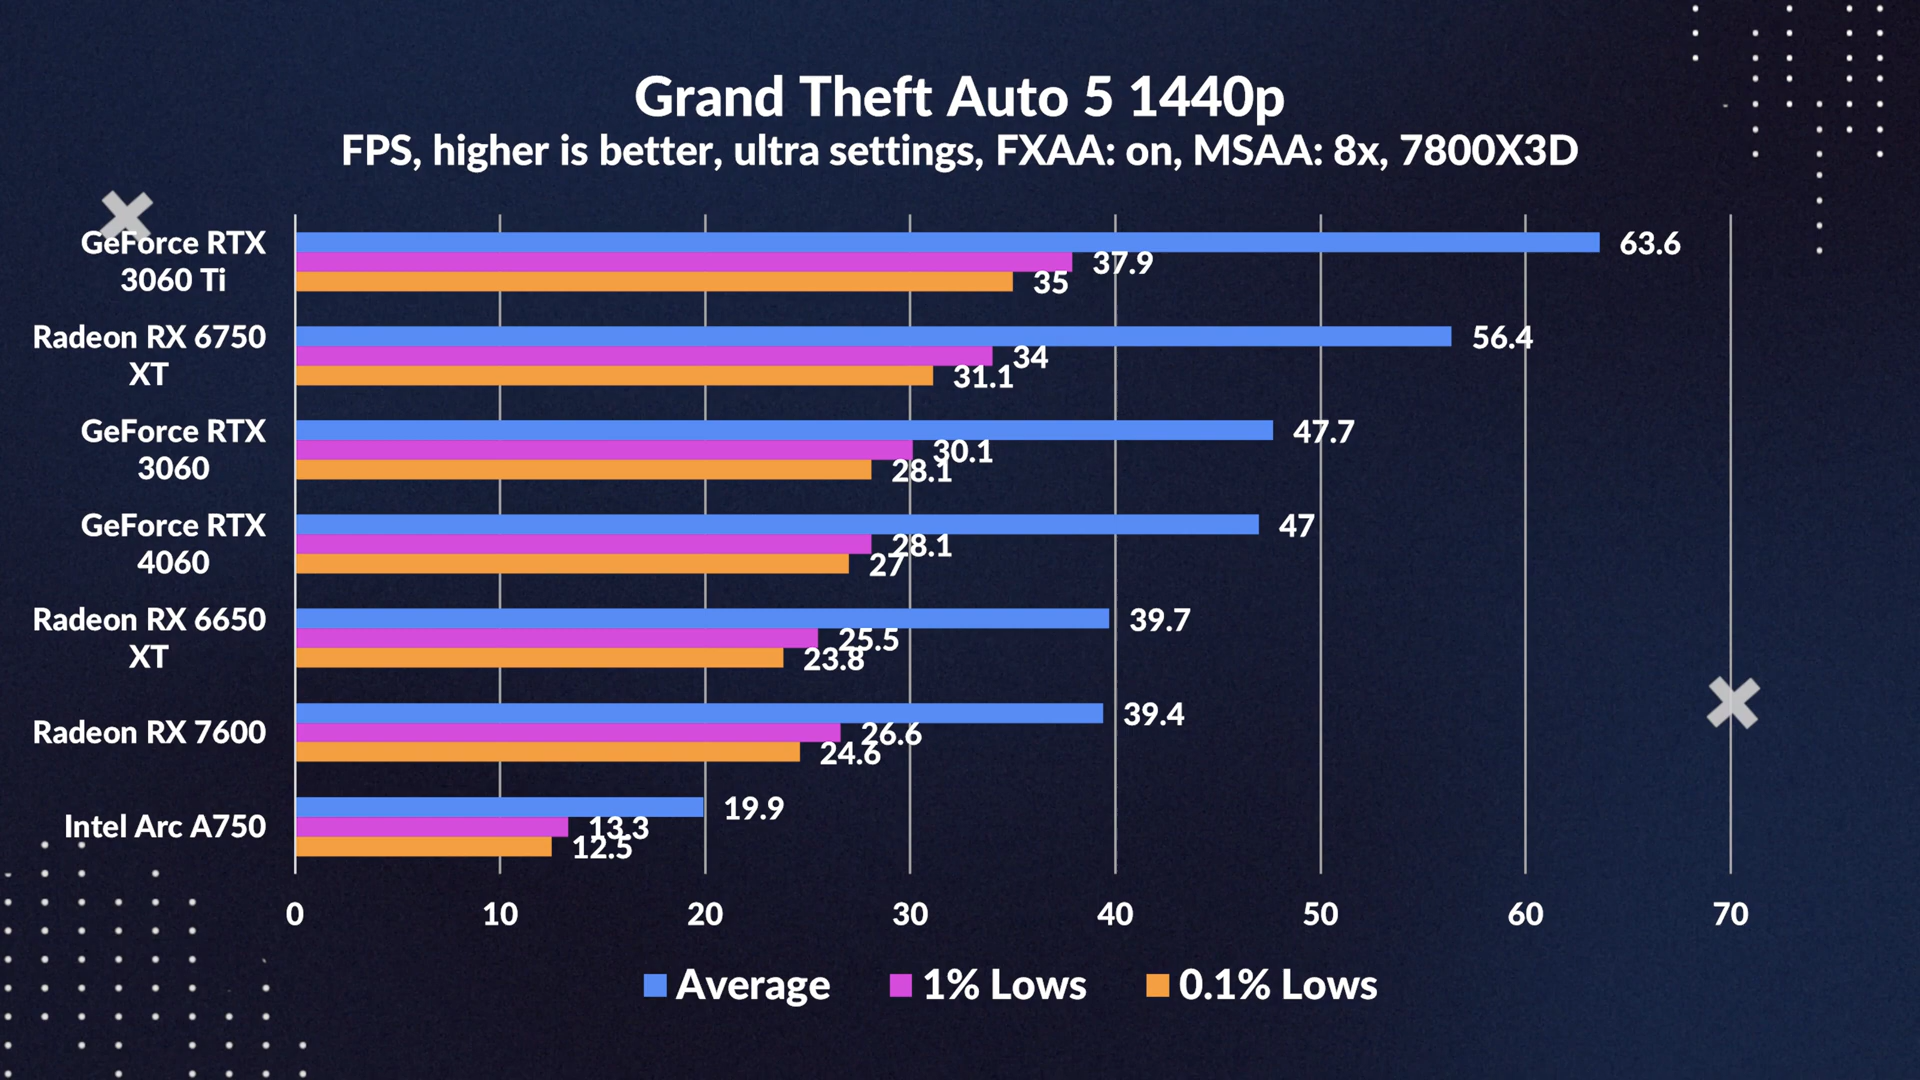 Grand Theft Auto 5 1440p
FPS, higher is better, ultra settings, FXAA: on, MSAA: 8x, 7800X3D
GeForce RTX
3060 Ti
63.6
37.9
35
Radeon RX 6750
XT
56.4
34
31.1
GeForce RTX
3060
47.7
30.1
28.1
GeForce RTX
4060
47
28.1
27
Radeon RX 6650
XT
39.7
25.5
23.8
Radeon RX 7600
39.4
26.6
24.6
Intel Arc A750
19.9
13.3
12.5
0 10 20 30 40 50 60 70
Average 1% Lows 0.1% Lows